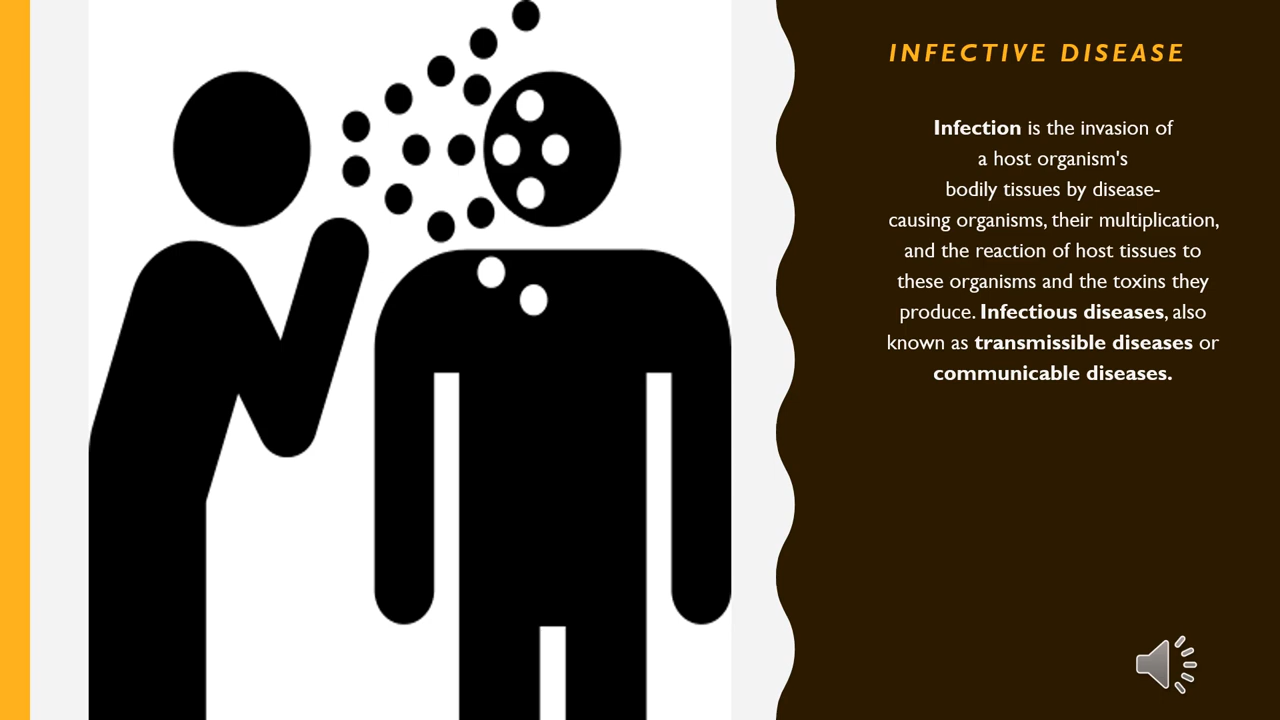 INFECTIVE DISEASE
Infection is the invasion of
a host organism's
bodily tissues by disease-
causing organisms, their multiplication,
and the reaction of host tissues to
these organisms and the toxins they
produce. Infectious diseases, also
known as transmissible diseases or
communicable diseases.